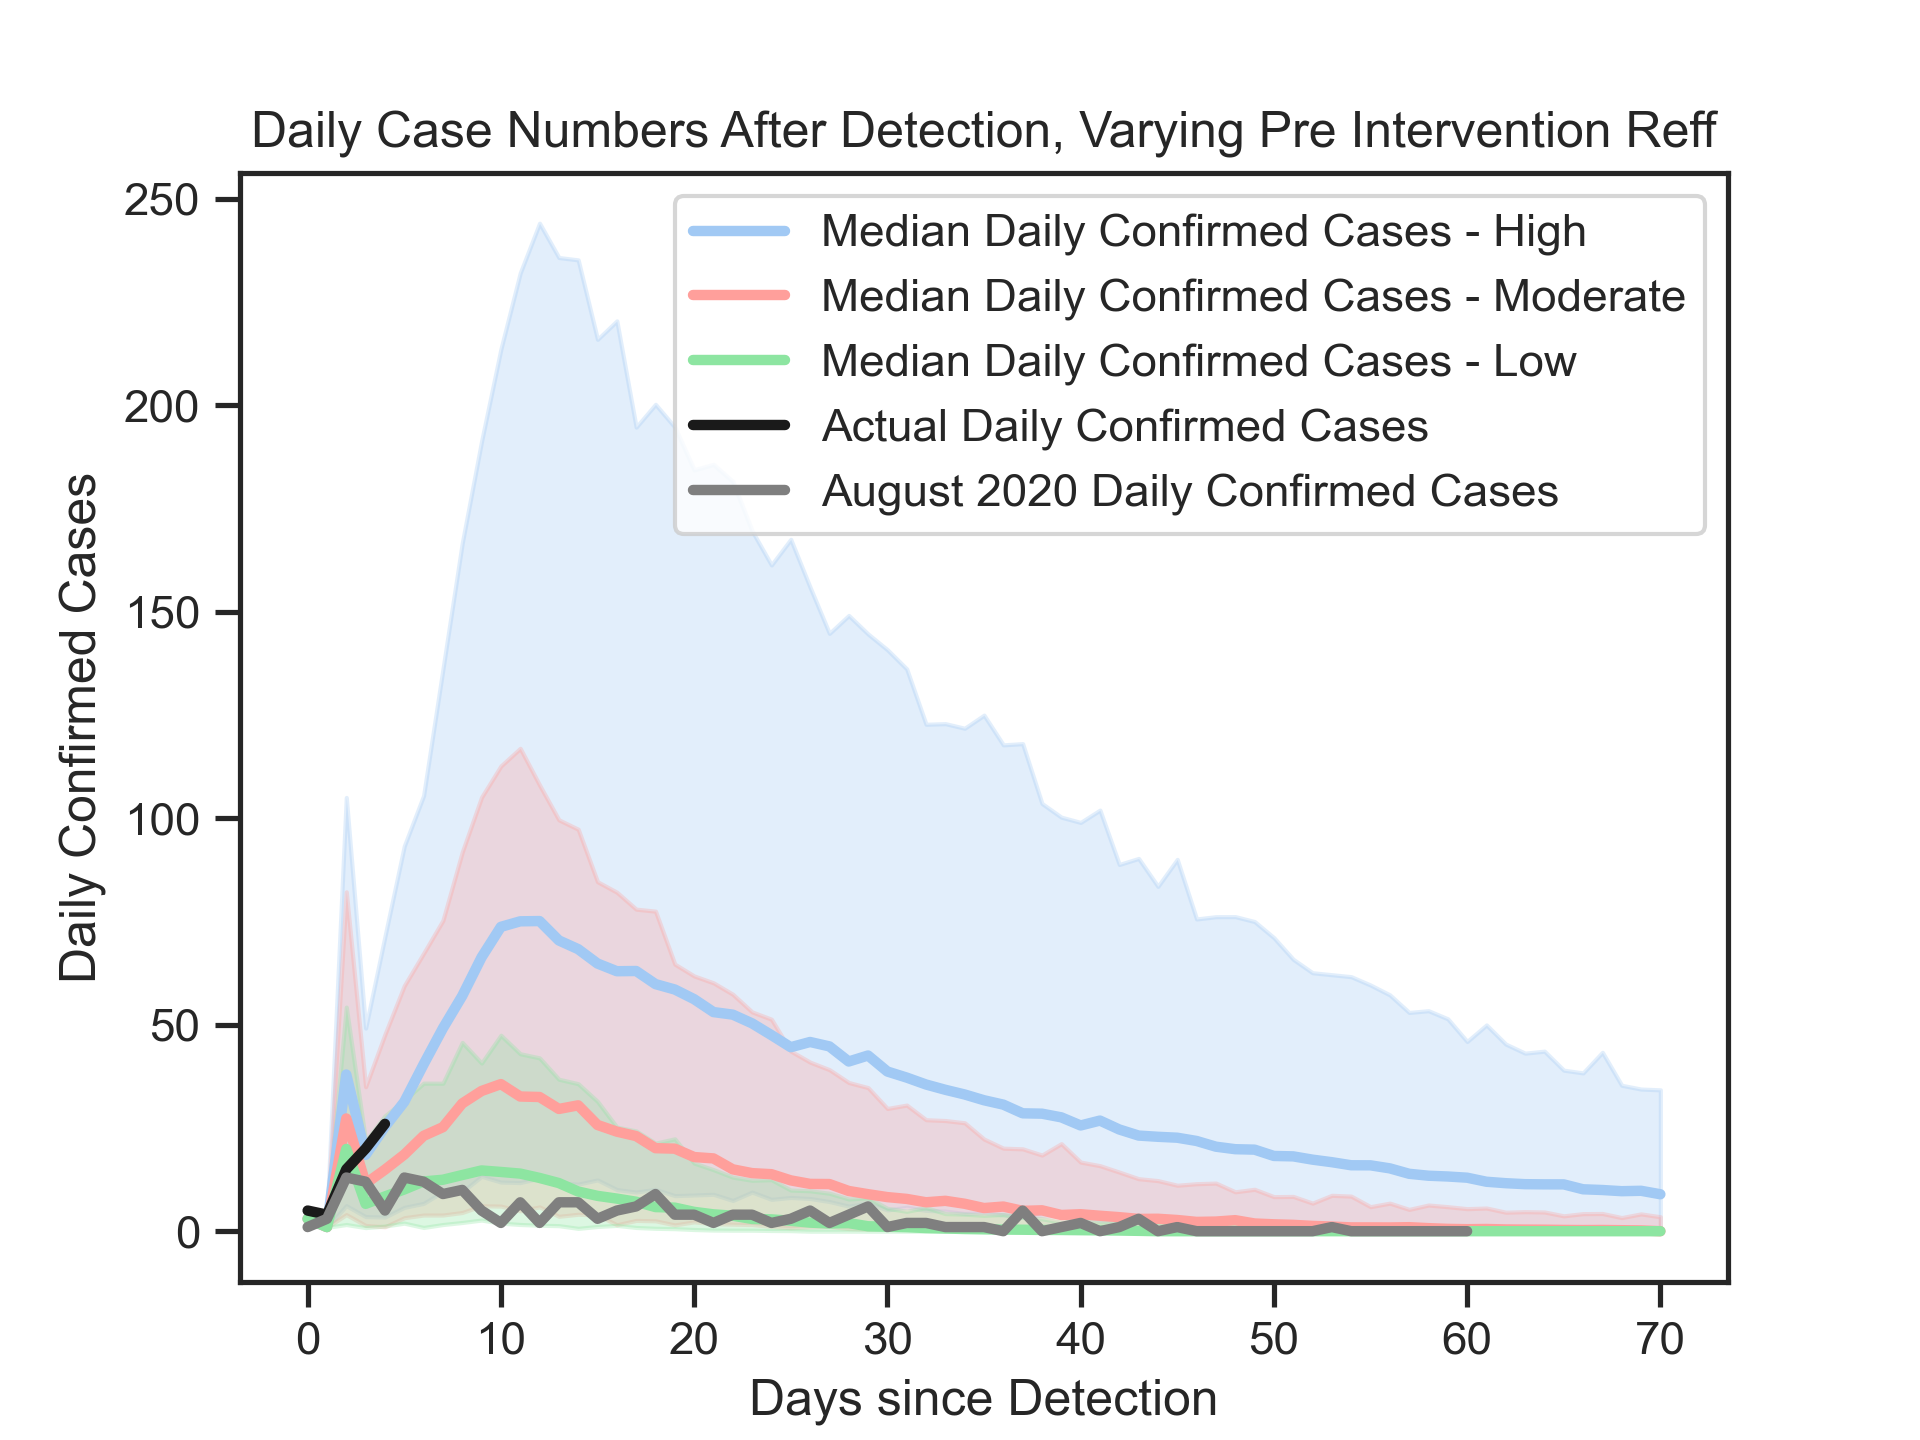 Daily Case Numbers After Detection, Varying Pre Intervention Reff
250
200
150
100
50
0
Daily Confirmed Cases
Median Daily Confirmed Cases - High
Median Daily Confirmed Cases - Moderate
Median Daily Confirmed Cases - Low
Actual Daily Confirmed Cases
August 2020 Daily Confirmed Cases
0 10 20 30 40 50 60 70
Days since Detection